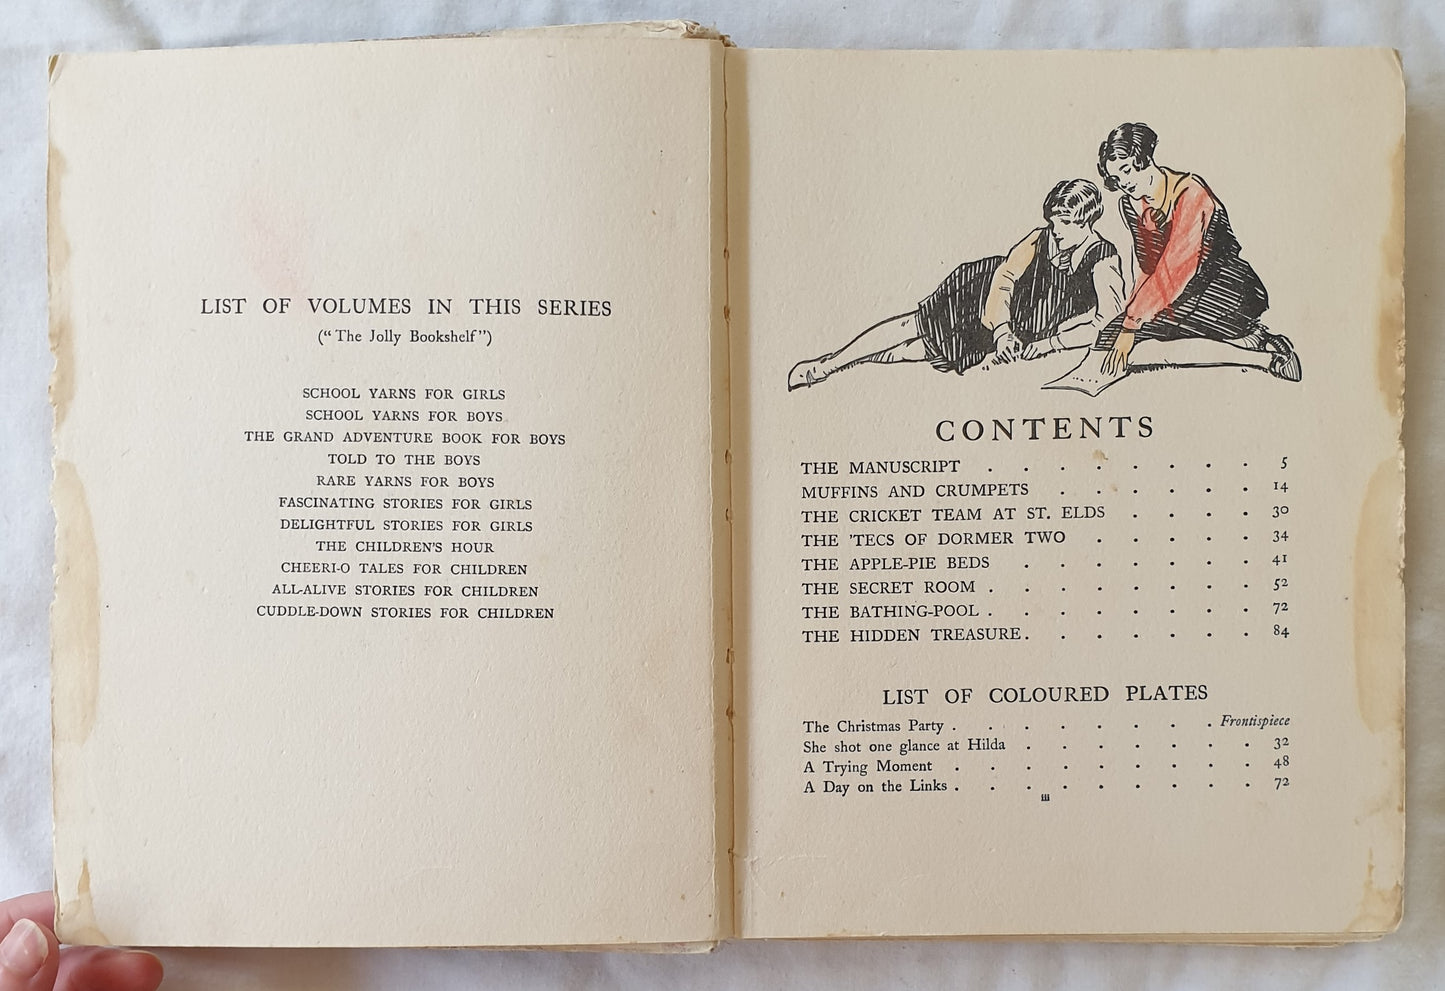 LIST OF VOLUMES IN THIS SERIES
(“The Jolly Bookshelf”)
SCHOOL YARNS FOR GIRLS
SCHOOL YARNS FOR BOYS
THE GRAND ADVENTURE BOOK FOR BOYS
TOLD TO THE BOYS
RARE YARNS FOR BOYS
FASCINATING STORIES FOR GIRLS
DELIGHTFUL STORIES FOR GIRLS
THE CHILDREN'S HOUR
CHEERI-O TALES FOR CHILDREN
ALL-ALIVE STORIES FOR CHILDREN
CUDDLE-DOWN STORIES FOR CHILDREN
CONTENTS
THE MANUSCRIPT . . . . . . . . 5
MUFFINS AND CRUMPETS . . . . . . 14
THE CRICKET TEAM AT ST. ELDS . . . . 30
THE 'TECS OF DORMER TWO . . . . . 34
THE APPLE-PIE BEDS . . . . . . . 41
THE SECRET ROOM . . . . . . . . 52
THE BATHING-POOL . . . . . . . . 72
THE HIDDEN TREASURE . . . . . . . 84
LIST OF COLOURED PLATES
The Christmas Party . . . . . . . . Frontispiece
She shot one glance at Hilda . . . . . . . 32
A Trying Moment . . . . . . . . . 48
A Day on the Links . . . . . . . . . 72
iii